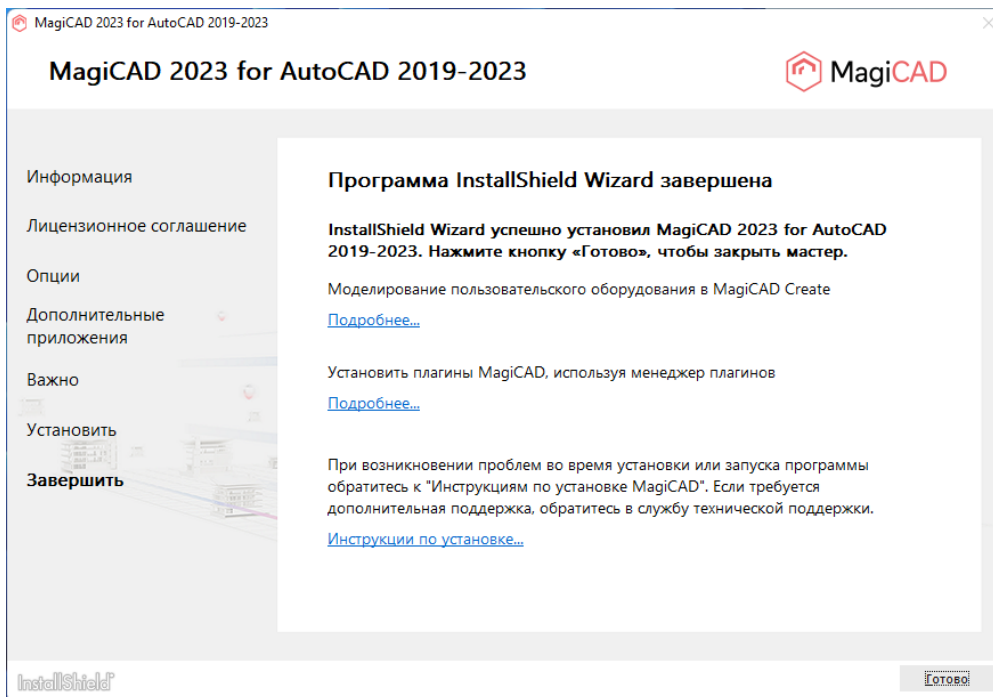 MagiCAD 2023 for AutoCAD 2019-2023
MagiCAD 2023 for AutoCAD 2019-2023
MagiCAD
Информация
Лицензионное соглашение
Опции
Дополнительные
приложения
Важно
Установить
Завершить
Программа InstallShield Wizard завершена
InstallShield Wizard успешно установил MagiCAD 2023 for AutoCAD
2019-2023. Нажмите кнопку «Готово», чтобы закрыть мастер.
Моделирование пользовательского оборудования в MagiCAD Create
Подробнее...
Установить плагины MagiCAD, используя менеджер плагинов
Подробнее...
При возникновении проблем во время установки или запуска программы
обратитесь к "Инструкциям по установке MagiCAD". Если требуется
дополнительная поддержка, обратитесь в службу технической поддержки.
Инструкции по установке...
InstallShield
Готово